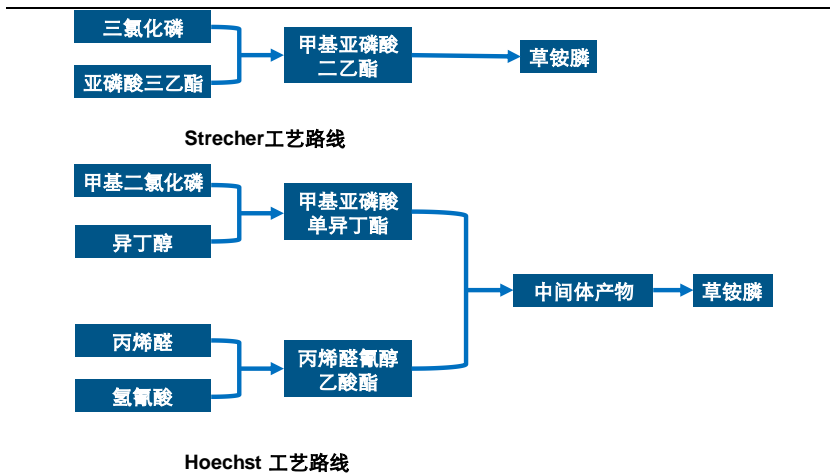 三氯化磷
亚磷酸三乙酯
甲基亚磷酸
二乙酯
草铵膦
Strecher工艺路线
甲基二氯化磷
异丁醇
甲基亚磷酸
单异丁酯
丙烯醛
氢氰酸
丙烯醛氰醇
乙酸酯
中间体产物
草铵膦
Hoechst 工艺路线